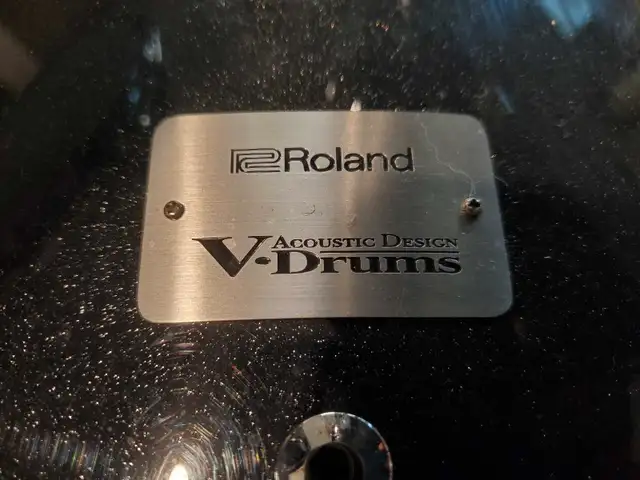 Roland
Acoustic Design
V-Drums